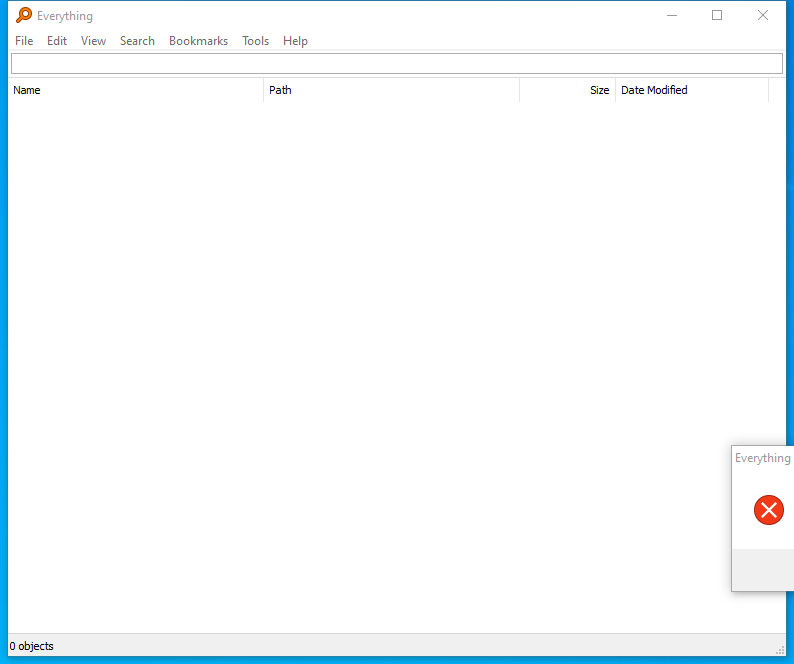 Everything
File Edit View Search Bookmarks Tools Help
Name Path Size Date Modified
Everything
0 objects